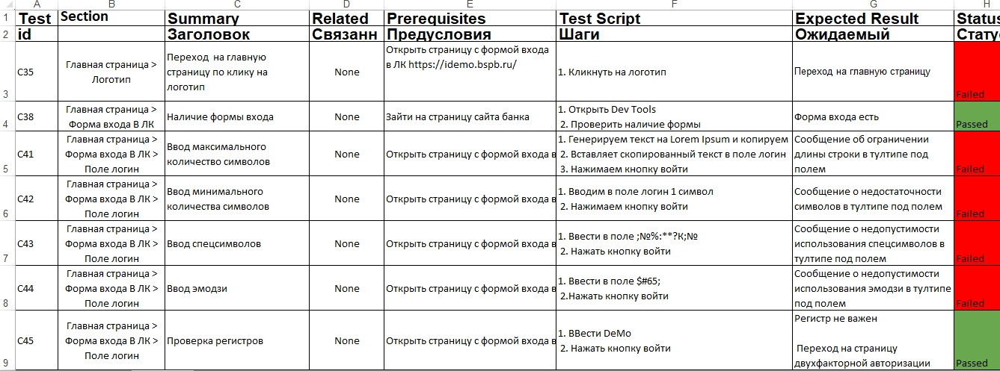 A B C D E F G H
1 Test Section Summary Related Prerequisites Test Script Expected Result Status
2 id Заголовок Связанн Предусловия Шаги Ожидаемый Стату
3 C35
Главная страница >
Логотип
Переход на главную
страницу по клику на
логотип
None
Открыть страницу с формой входа
в ЛК https://idemo.bspb.ru/
1. Кликнуть на логотип
Переход на главную страницу
Failed
4 C38
Главная страница >
Форма входа В ЛК
Наличие формы входа
None
Зайти на страницу сайта банка
1. Открыть Dev Tools
2. Проверить наличие формы
Форма входа есть
Passed
5 C41
Главная страница >
Форма входа В ЛК >
Поле логин
Ввод максимального
количество символов
None
Открыть страницу с формой входа в
1. Генерируем текст на Lorem Ipsum и копируем
2. Вставляет скопированный текст в поле логин
3. Нажимаем кнопку войти
Сообщение об ограничении
длины строки в тултипе под
полем
Failed
6 C42
Главная страница >
Форма входа В ЛК >
Поле логин
Ввод минимального
количества символов
None
Открыть страницу с формой входа в
1. Вводим в поле логин 1 символ
2. Нажимаем кнопку войти
Сообщение о недостаточности
символов в тултипе под полем
Failed
7 C43
Главная страница >
Форма входа В ЛК >
Поле логин
Ввод спецсимволов
None
Открыть страницу с формой входа в
1. Ввести в поле ;№%:**?К;№
2. Нажать кнопку войти
Сообщение о недопустимости
использования спецсимволов в
тултипе под полем
Failed
8 C44
Главная страница >
Форма входа В ЛК >
Поле логин
Ввод эмодзи
None
Открыть страницу с формой входа в
1. Ввести в поле $#65;
2.Нажать кнопку войти
Сообщение о недопустимости
использования эмодзи в тултипе
под полем
Failed
9 C45
Главная страница >
Форма входа В ЛК >
Поле логин
Проверка регистров
None
Открыть страницу с формой входа в
1. ВВести DeMo
2. Нажать кнопку войти
Регистр не важен
Переход на страницу
двухфакторной авторизации
Passed